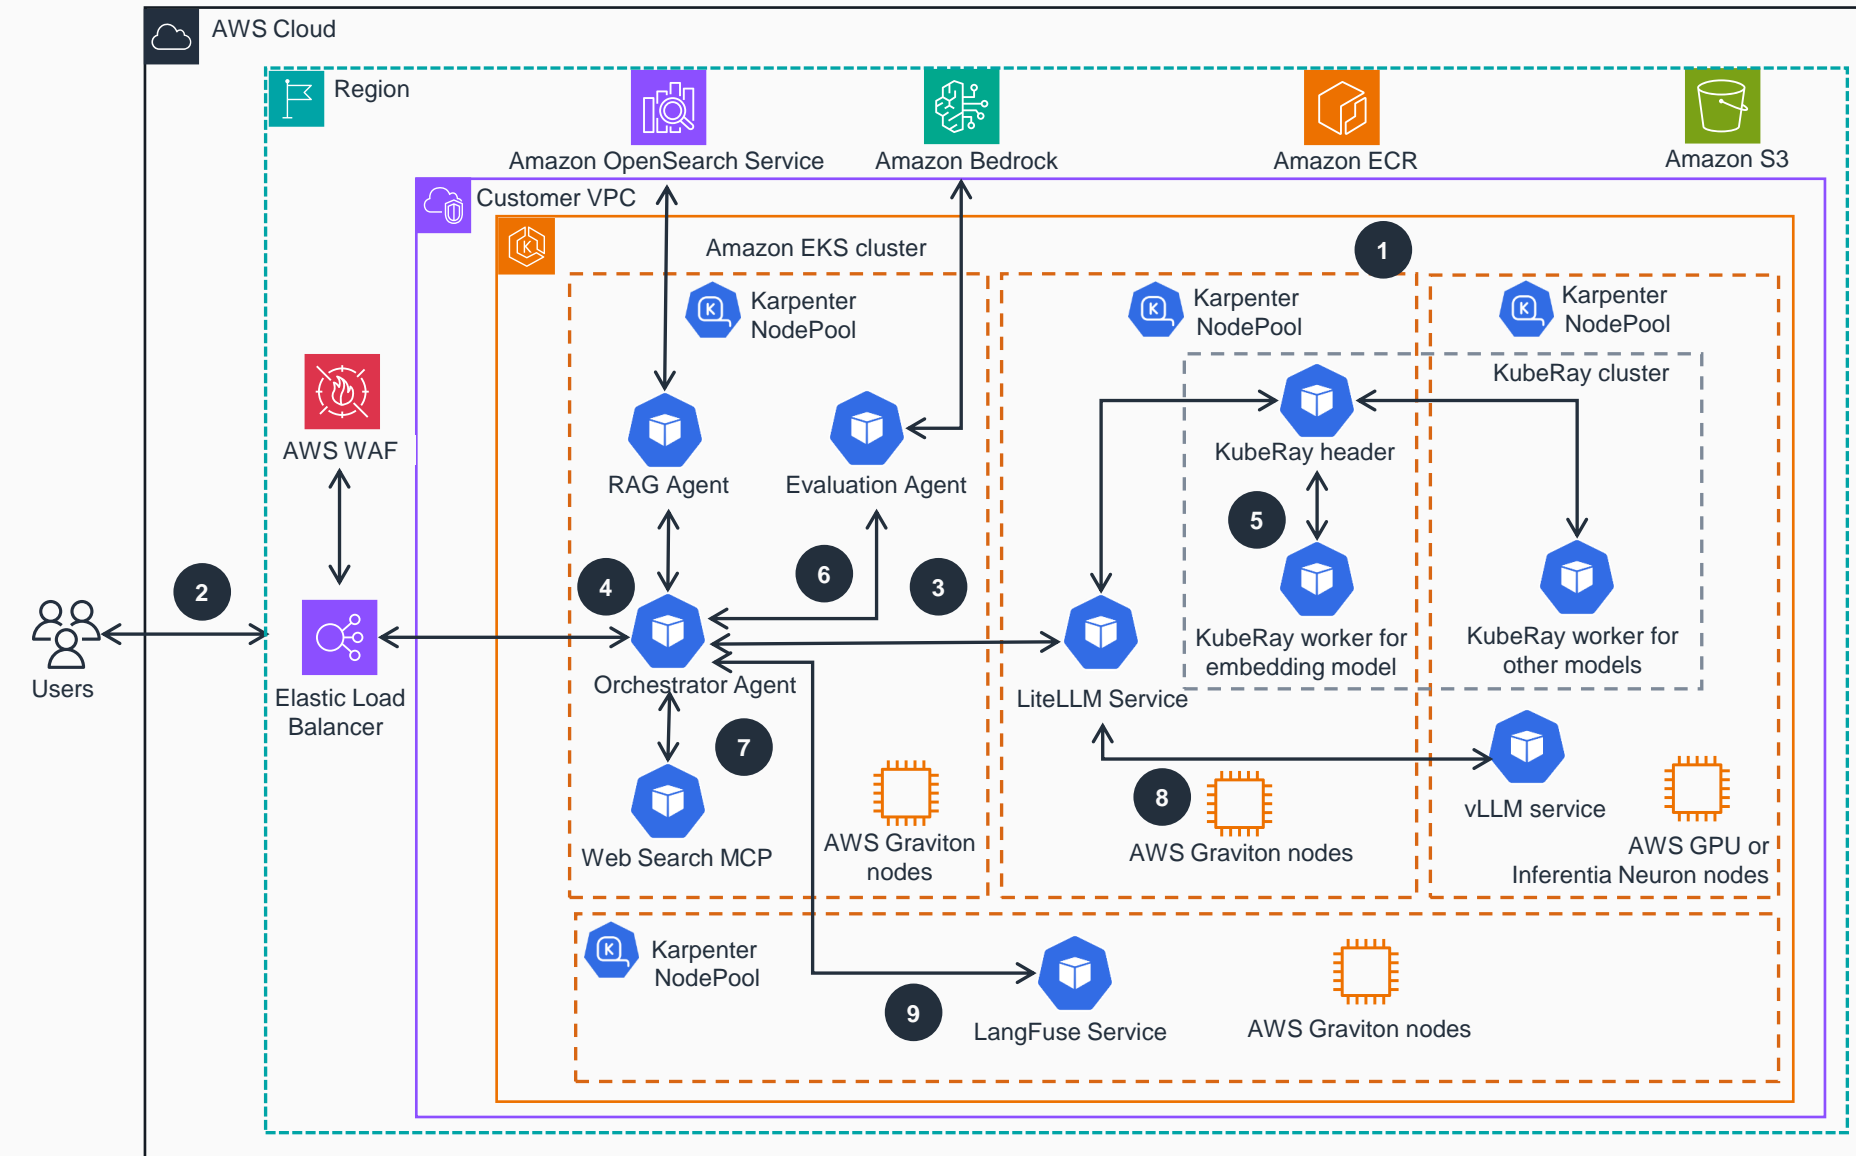 AWS Cloud
Region
Amazon OpenSearch Service
Amazon Bedrock
Amazon ECR
Amazon S3
Customer VPC
Amazon EKS cluster
1
Karpenter
NodePool
Karpenter
NodePool
Karpenter
NodePool
KubeRay cluster
AWS WAF
RAG Agent
Evaluation Agent
KubeRay header
5
2
4
6
3
Users
Elastic Load
Balancer
Orchestrator Agent
LiteLLM Service
KubeRay worker for
embedding model
KubeRay worker for
other models
7
8
Web Search MCP
AWS Graviton
nodes
AWS Graviton nodes
vLLM service
AWS GPU or
Inferentia Neuron nodes
Karpenter
NodePool
9
LangFuse Service
AWS Graviton nodes